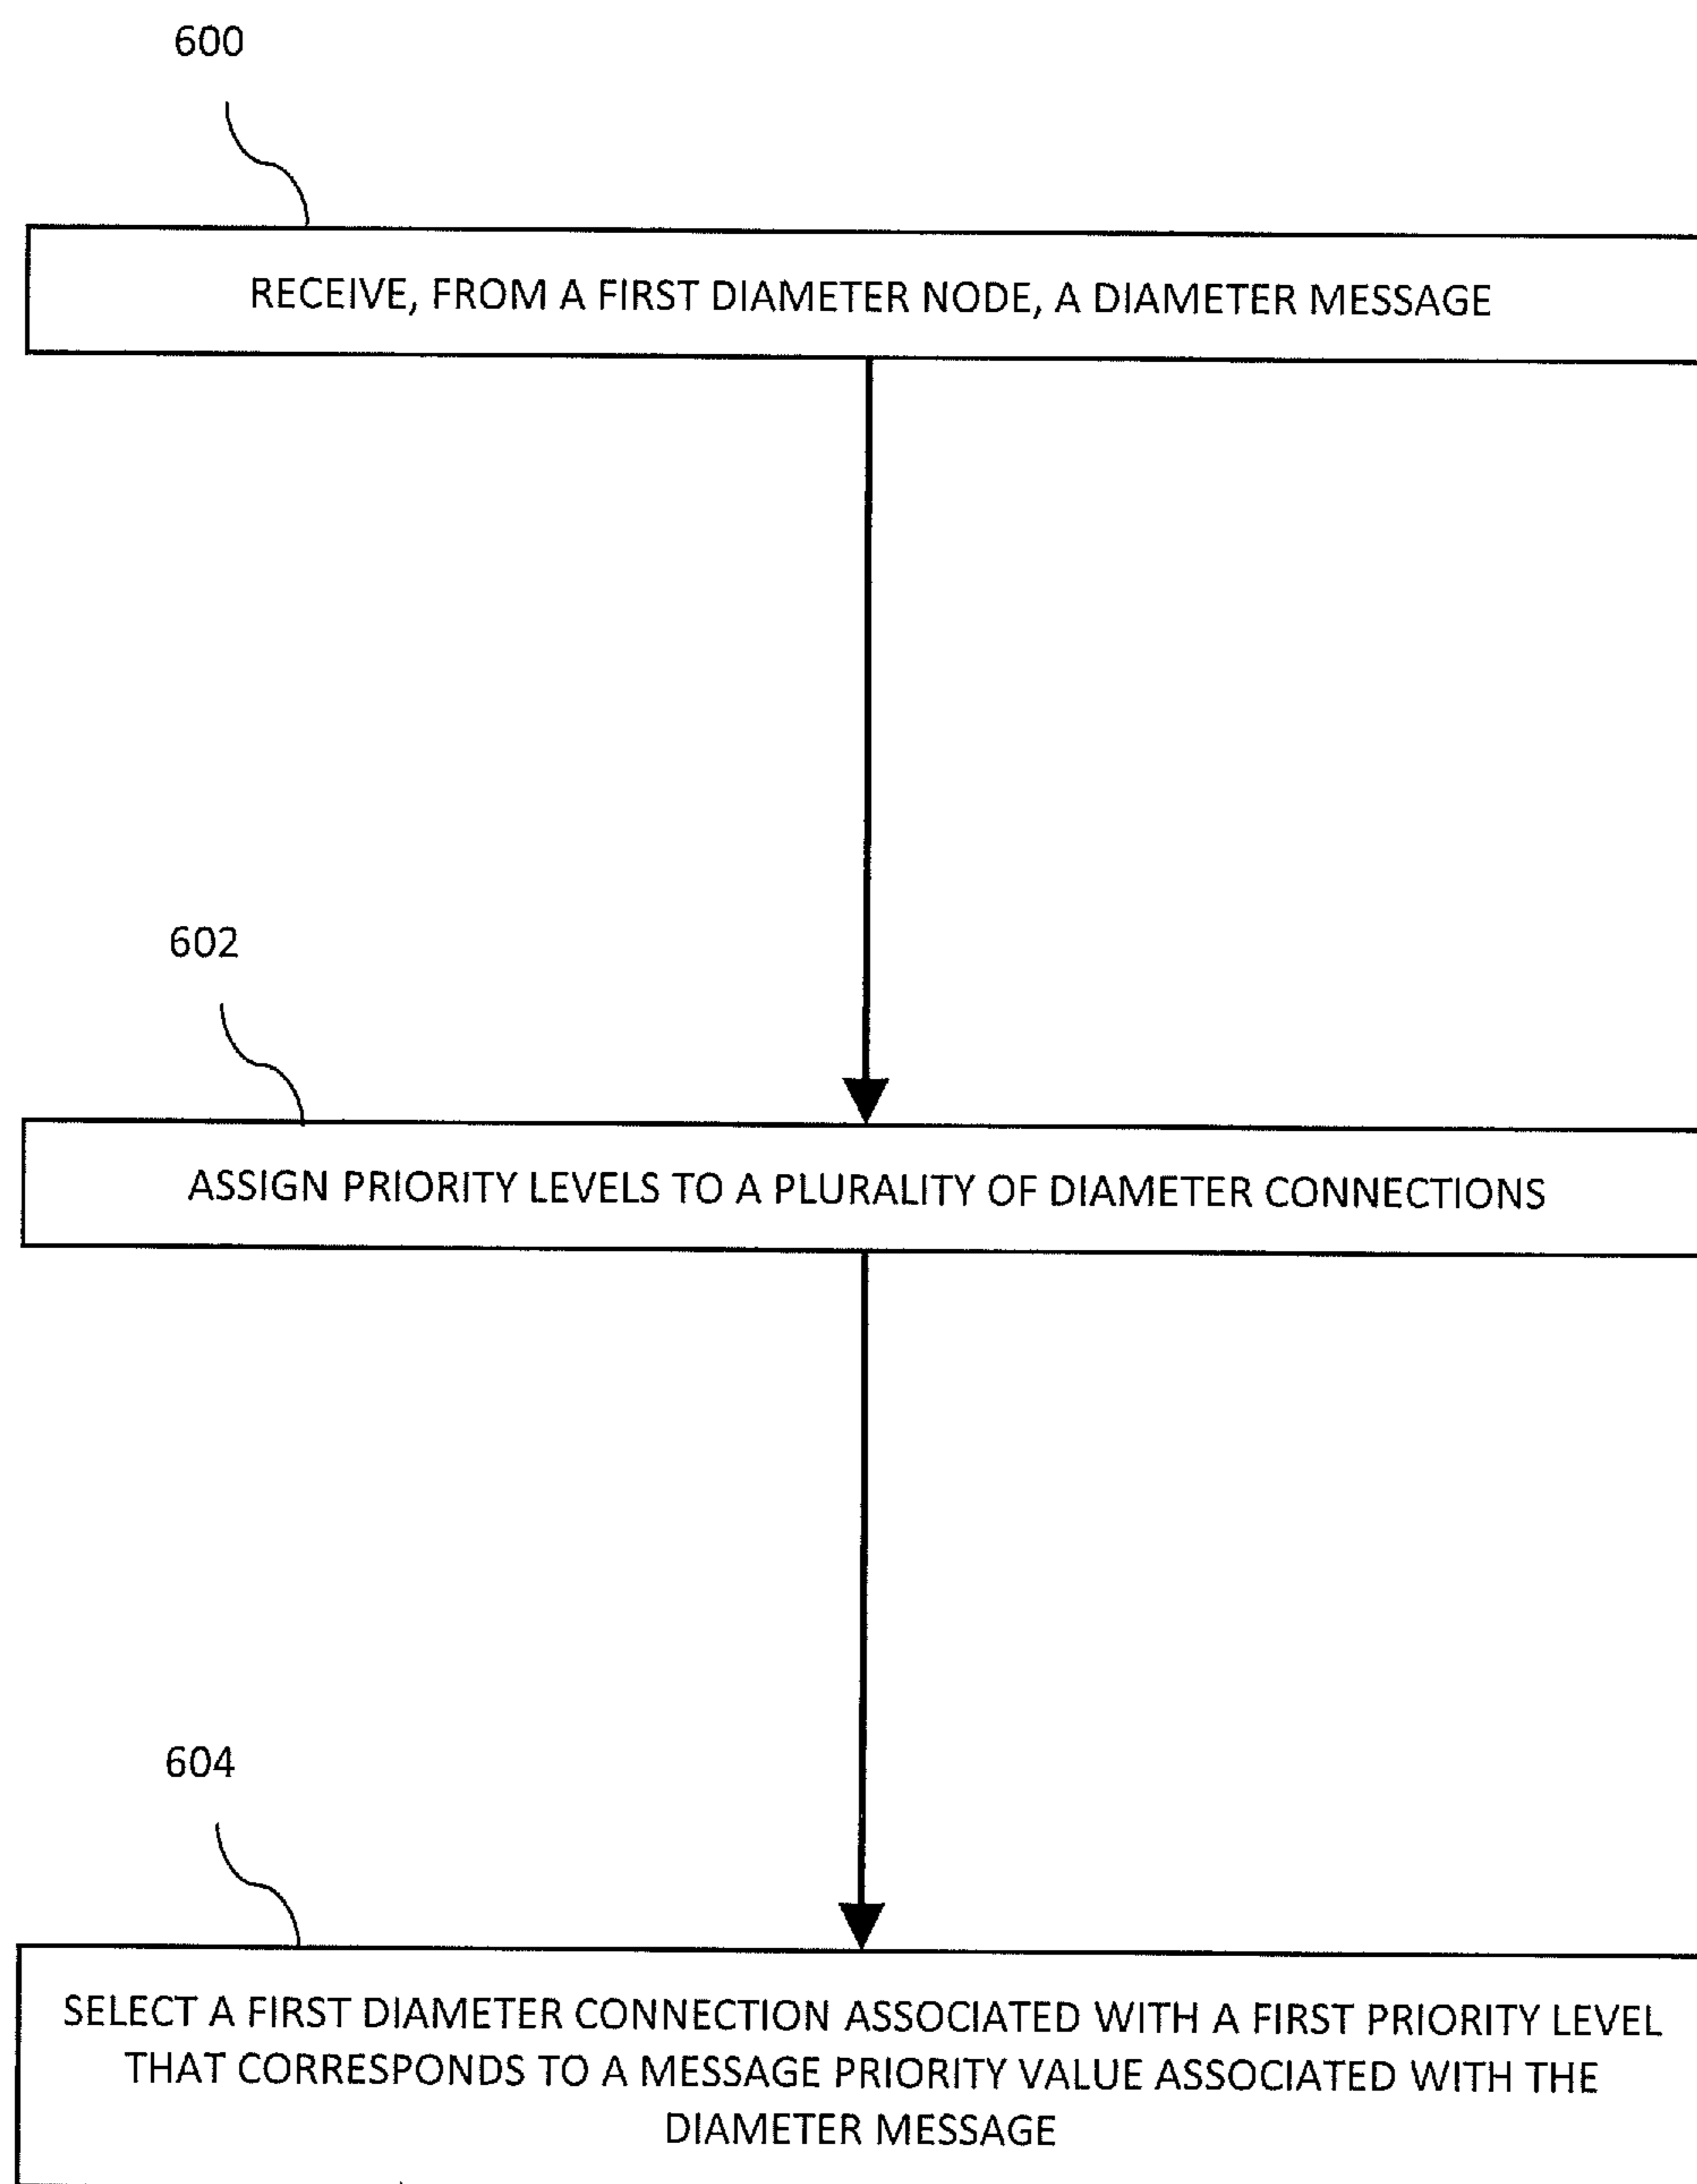 600
RECEIVE, FROM A FIRST DIAMETER NODE, A DIAMETER MESSAGE
602
ASSIGN PRIORITY LEVELS TO A PLURALITY OF DIAMETER CONNECTIONS
604
SELECT A FIRST DIAMETER CONNECTION ASSOCIATED WITH A FIRST PRIORITY LEVEL
THAT CORRESPONDS TO A MESSAGE PRIORITY VALUE ASSOCIATED WITH THE
DIAMETER MESSAGE